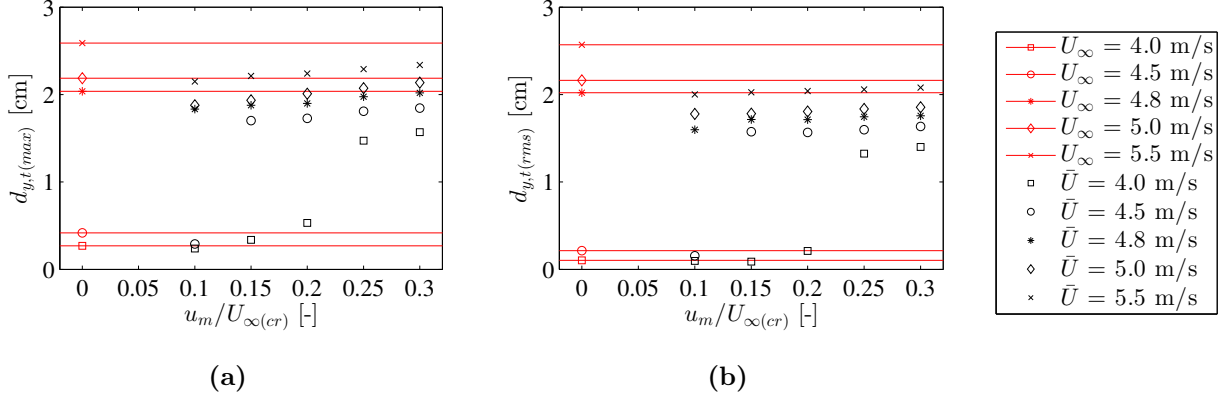 3
2
1
0
d_{y,t(max)} [cm]
0 0.05 0.1 0.15 0.2 0.25 0.3
u_m/U_{∞(cr)} [-]
(a)
3
2
1
0
d_{y,t(rms)} [cm]
0 0.05 0.1 0.15 0.2 0.25 0.3
u_m/U_{∞(cr)} [-]
(b)
U_∞ = 4.0 m/s
U_∞ = 4.5 m/s
U_∞ = 4.8 m/s
U_∞ = 5.0 m/s
U_∞ = 5.5 m/s
Ū = 4.0 m/s
Ū = 4.5 m/s
Ū = 4.8 m/s
Ū = 5.0 m/s
Ū = 5.5 m/s